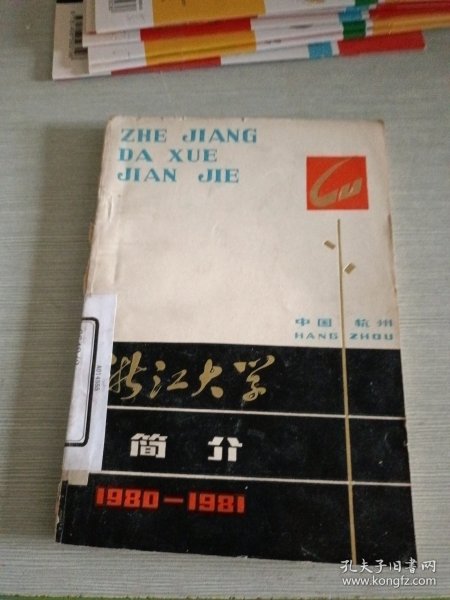 ZHE JIANG
DA XUE
JIAN JIE
中国 杭州
HANG ZHOU
浙江大学
简介
1980—1981
孔夫子旧书网
www.kongfz.com